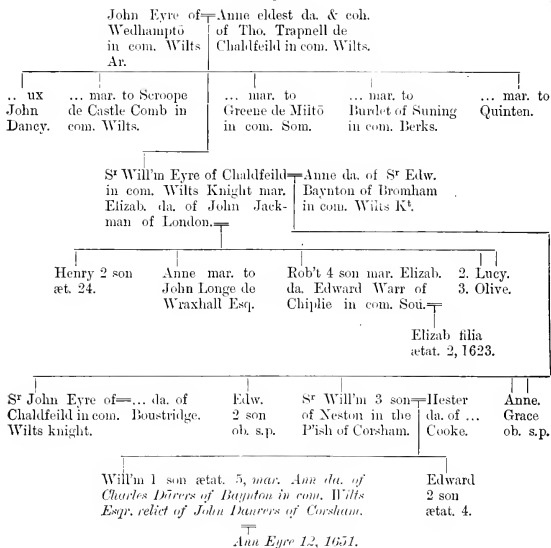 John Eyre of Anne eldest da. & coh.
Wedhamptō of Tho. Trapnell de
in com. Wilts Chaldfeild in com. Wilts.
Ar.
.. ux
John
Dancy.
... mar. to Scroope
de Castle Comb in
com. Wilts.
... mar. to
Greene de Miltō
in com. Som.
... mar. to
Burdet of Suning
in com. Berks.
... mar. to
Quinten.
Sʳ Will'm Eyre of Chaldfeild
in com. Wilts Knight mar.
Elizab. da. of John Jack-
man of London.
Anne da. of Sʳ Edw.
Baynton of Bromham
in com. Wilts Kᵗ.
Henry 2 son
æt. 24.
Anne mar. to
John Longe de
Wraxhall Esq.
Rob't 4 son mar. Elizab.
da. Edward Warr of
Chiplie in com. Soū.
2. Lucy.
3. Olive.
Elizab filia
ætat. 2, 1623.
Sʳ John Eyre of
Chaldfeild in com.
Wilts knight.
... da. of
Boustridge.
Edw.
2 son
ob. s.p.
Sʳ Will'm 3 son
of Neston in the
P'ish of Corsham.
Hester
da. of ...
Cooke.
Anne.
Grace
ob. s.p.
Will'm 1 son ætat. 5, mar. Ann da. of
Charles Dāvers of Baynton in com. Wilts
Esqr. relict of John Danvers of Corsham.
Edward
2 son
ætat. 4.
Ann Eyre 12, 1651.